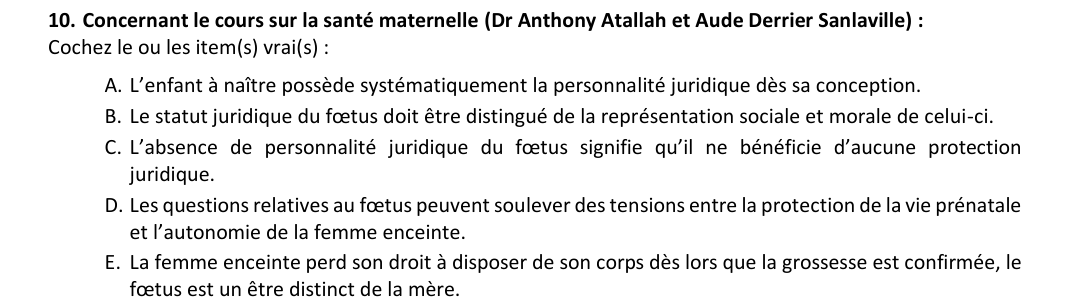 10. Concernant le cours sur la santé maternelle (Dr Anthony Atallah et Aude Derrier Sanlaville) :
Cochez le ou les item(s) vrai(s) :
A. L’enfant à naître possède systématiquement la personnalité juridique dès sa conception.
B. Le statut juridique du fœtus doit être distingué de la représentation sociale et morale de celui-ci.
C. L’absence de personnalité juridique du fœtus signifie qu’il ne bénéficie d’aucune protection
juridique.
D. Les questions relatives au fœtus peuvent soulever des tensions entre la protection de la vie prénatale
et l’autonomie de la femme enceinte.
E. La femme enceinte perd son droit à disposer de son corps dès lors que la grossesse est confirmée, le
fœtus est un être distinct de la mère.